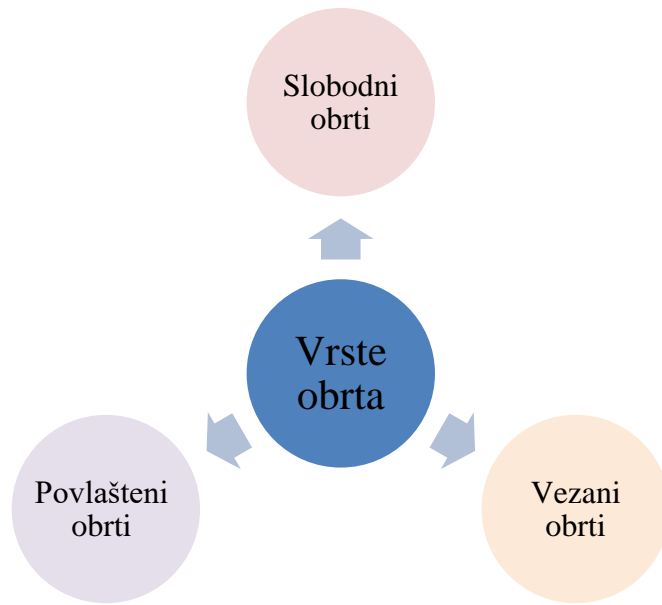 Slobodni
obrti
Vrste
obrta
Povlašteni
obrti
Vezani
obrti